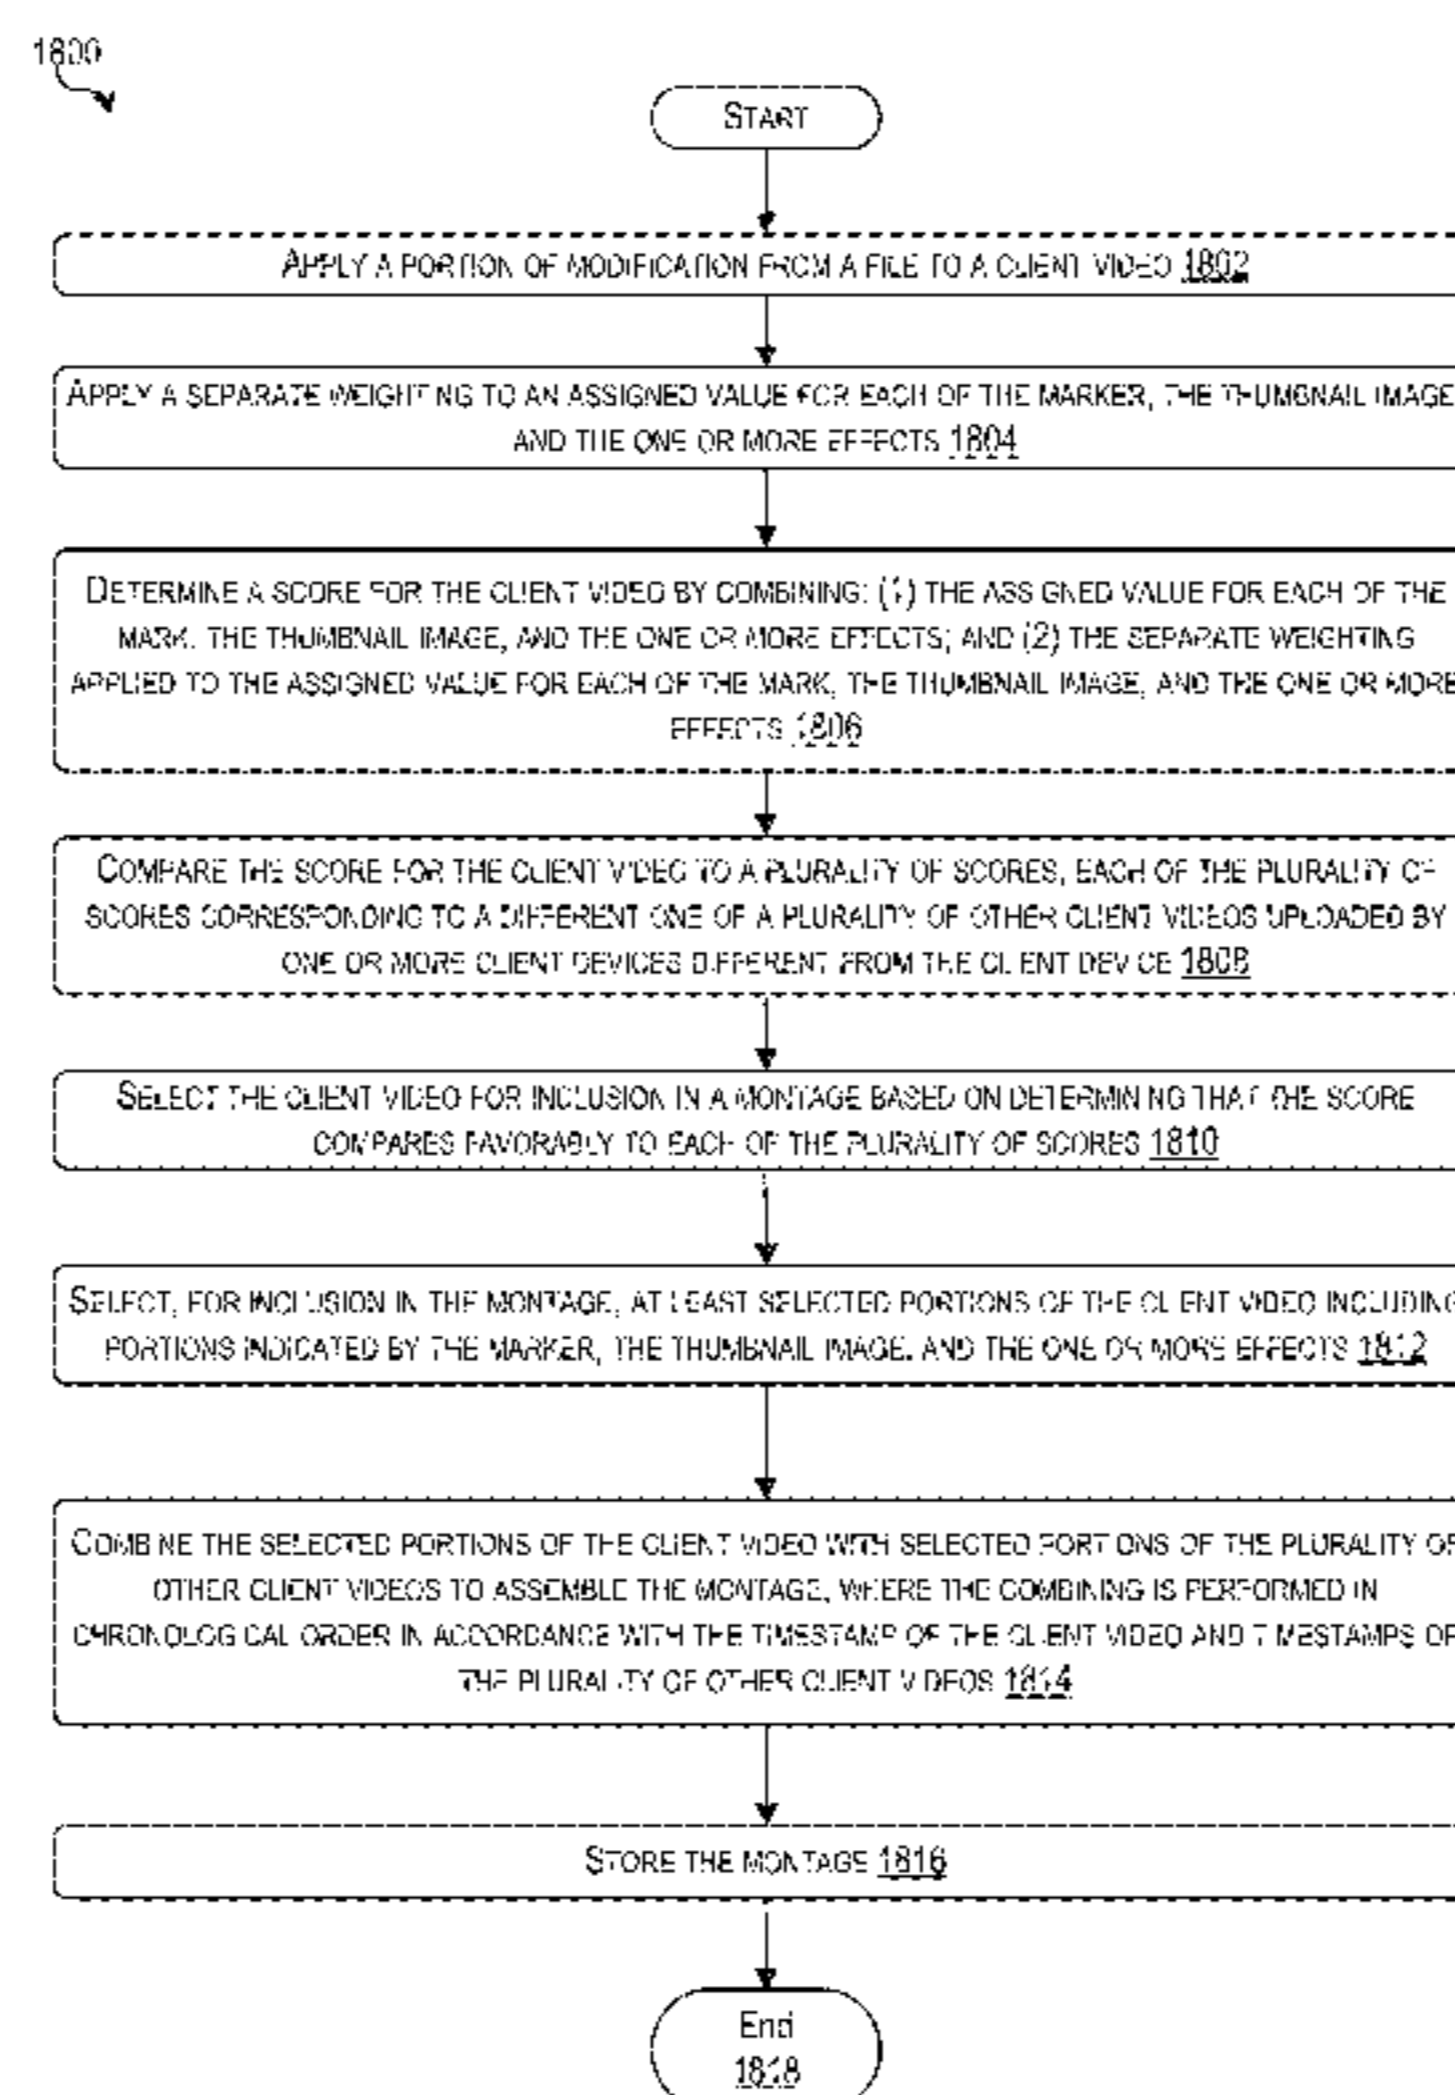 1800
START
APPLY A PORTION OF MODIFICATION FROM A FILE TO A CLIENT VIDEO 1802
APPLY A SEPARATE WEIGHTING TO AN ASSIGNED VALUE FOR EACH OF THE MARKER, THE THUMBNAIL IMAGE
AND THE ONE OR MORE EFFECTS 1804
DETERMINE A SCORE FOR THE CLIENT VIDEO BY COMBINING: (1) THE ASSIGNED VALUE FOR EACH OF THE
MARK, THE THUMBNAIL IMAGE, AND THE ONE OR MORE EFFECTS; AND (2) THE SEPARATE WEIGHTING
APPLIED TO THE ASSIGNED VALUE FOR EACH OF THE MARK, THE THUMBNAIL IMAGE, AND THE ONE OR MORE
EFFECTS 1806
COMPARE THE SCORE FOR THE CLIENT VIDEO TO A PLURALITY OF SCORES, EACH OF THE PLURALITY OF
SCORES CORRESPONDING TO A DIFFERENT ONE OF A PLURALITY OF OTHER CLIENT VIDEOS UPLOADED BY
ONE OR MORE CLIENT DEVICES DIFFERENT FROM THE CLIENT DEVICE 1808
SELECT THE CLIENT VIDEO FOR INCLUSION IN A MONTAGE BASED ON DETERMINING THAT THE SCORE
COMPARES FAVORABLY TO EACH OF THE PLURALITY OF SCORES 1810
SELECT, FOR INCLUSION IN THE MONTAGE, AT LEAST SELECTED PORTIONS OF THE CLIENT VIDEO INCLUDING
PORTIONS INDICATED BY THE MARKER, THE THUMBNAIL IMAGE, AND THE ONE OR MORE EFFECTS 1812
COMBINE THE SELECTED PORTIONS OF THE CLIENT VIDEO WITH SELECTED PORTIONS OF THE PLURALITY OF
OTHER CLIENT VIDEOS TO ASSEMBLE THE MONTAGE, WHERE THE COMBINING IS PERFORMED IN
CHRONOLOGICAL ORDER IN ACCORDANCE WITH THE TIMESTAMP OF THE CLIENT VIDEO AND TIMESTAMPS OF
THE PLURALITY OF OTHER CLIENT VIDEOS 1814
STORE THE MONTAGE 1816
End
1818